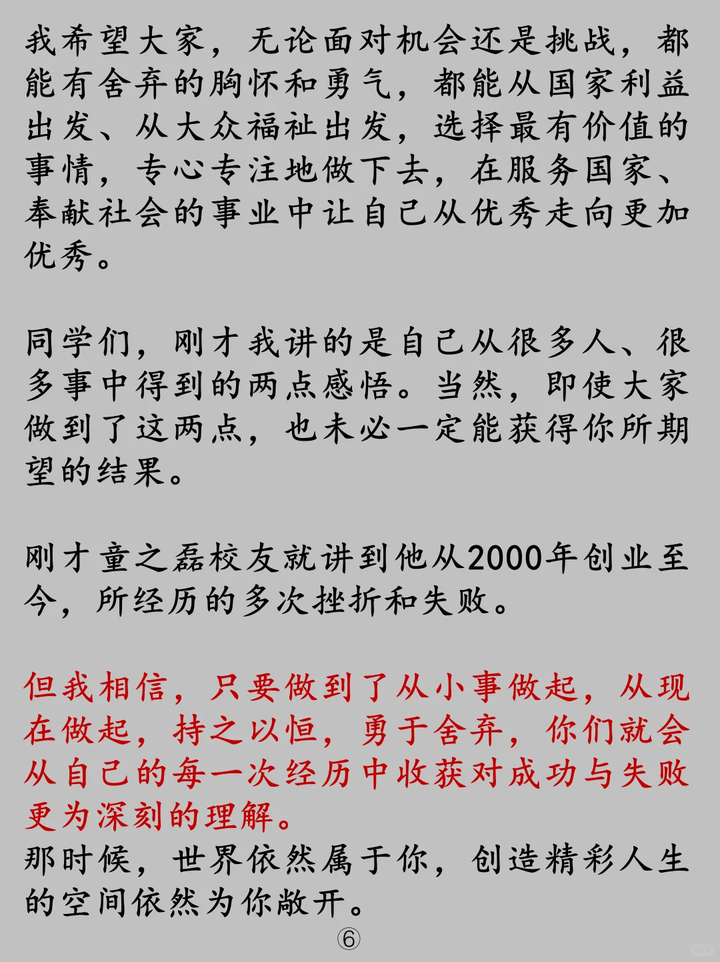 我希望大家，无论面对机会还是挑战，都
能有舍弃的胸怀和勇气，都能从国家利益
出发、从大众福祉出发，选择最有价值的
事情，专心专注地做下去，在服务国家、
奉献社会的事业中让自己从优秀走向更加
优秀。
同学们，刚才我讲的是自己从很多人、很
多事中得到的两点感悟。当然，即使大家
做到了这两点，也未必一定能获得你所期
望的结果。
刚才童之磊校友就讲到他从2000年创业至
今，所经历的多次挫折和失败。
但我相信，只要做到了从小事做起，从现
在做起，持之以恒，勇于舍弃，你们就会
从自己的每一次经历中收获对成功与失败
更为深刻的理解。
那时候，世界依然属于你，创造精彩人生
的空间依然为你敞开。
⑥